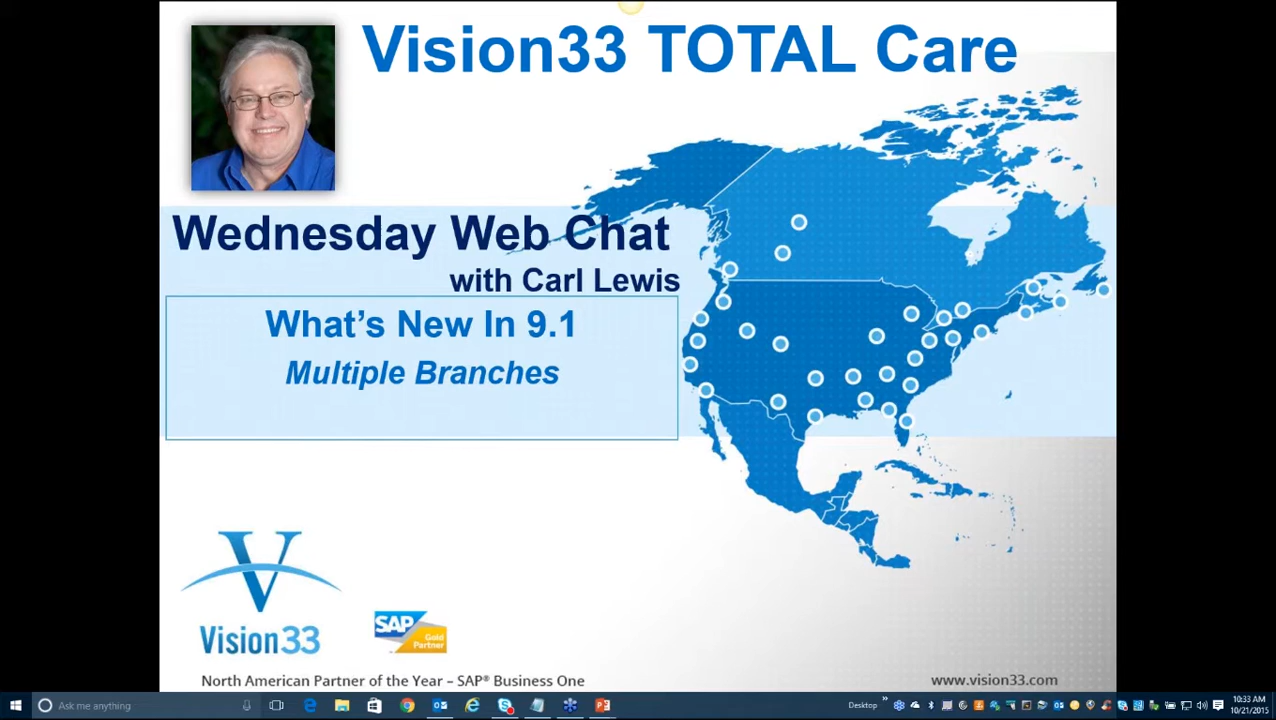 Vision33 TOTAL Care
Wednesday Web Chat
with Carl Lewis
What's New In 9.1
Multiple Branches
V
Vision33
SAP
Gold
Partner
North American Partner of the Year – SAP® Business One
www.vision33.com
Ask me anything
Desktop
10:33 AM
10/21/2015